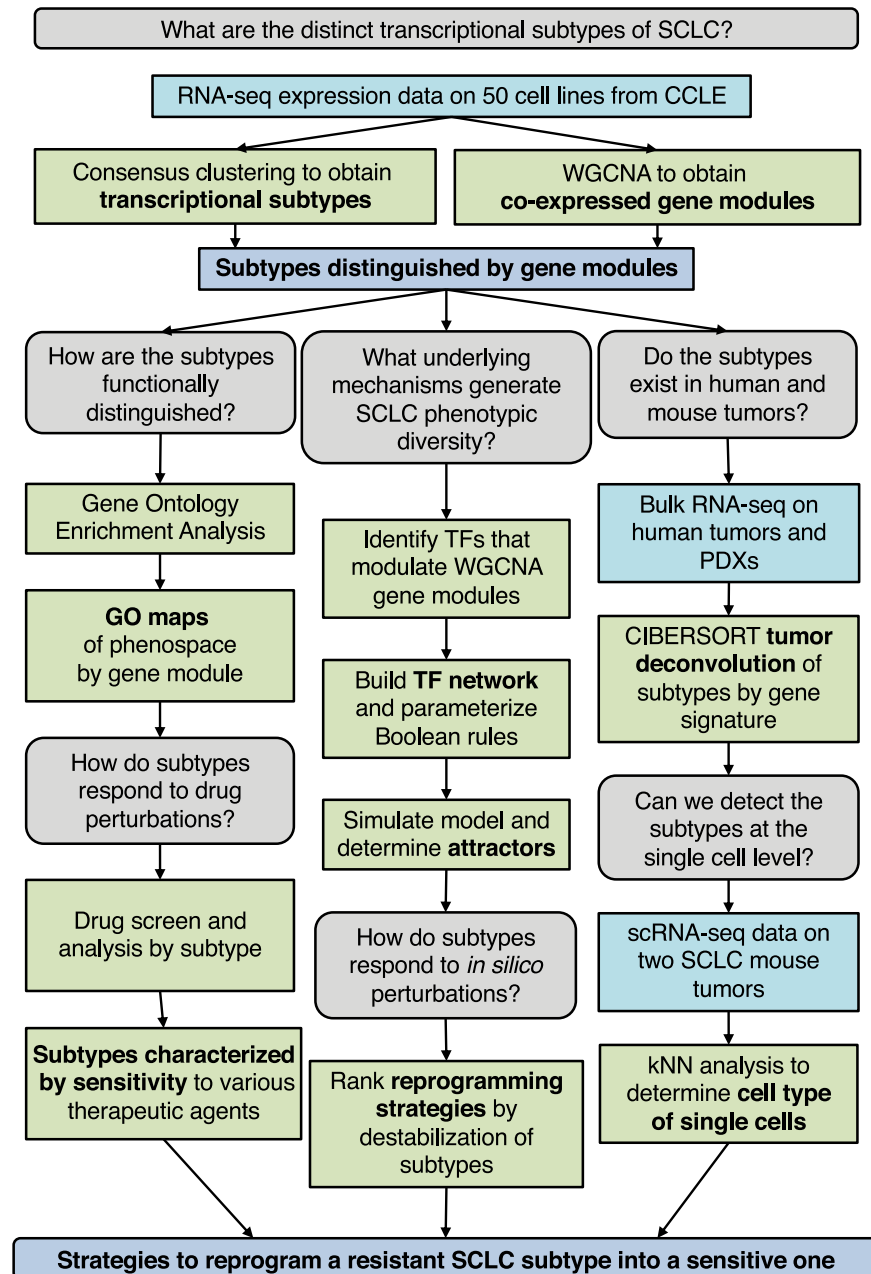 What are the distinct transcriptional subtypes of SCLC?
RNA-seq expression data on 50 cell lines from CCLE
Consensus clustering to obtain
transcriptional subtypes
WGCNA to obtain
co-expressed gene modules
Subtypes distinguished by gene modules
How are the subtypes
functionally
distinguished?
Gene Ontology
Enrichment Analysis
GO maps
of phenospace
by gene module
How do subtypes
respond to drug
perturbations?
Drug screen and
analysis by subtype
Subtypes characterized
by sensitivity to various
therapeutic agents
What underlying
mechanisms generate
SCLC phenotypic
diversity?
Identify TFs that
modulate WGCNA
gene modules
Build TF network
and parameterize
Boolean rules
Simulate model and
determine attractors
How do subtypes
respond to in silico
perturbations?
Rank reprogramming
strategies by
destabilization of
subtypes
Do the subtypes
exist in human and
mouse tumors?
Bulk RNA-seq on
human tumors and
PDXs
CIBERSORT tumor
deconvolution of
subtypes by gene
signature
Can we detect the
subtypes at the
single cell level?
scRNA-seq data on
two SCLC mouse
tumors
kNN analysis to
determine cell type
of single cells
Strategies to reprogram a resistant SCLC subtype into a sensitive one